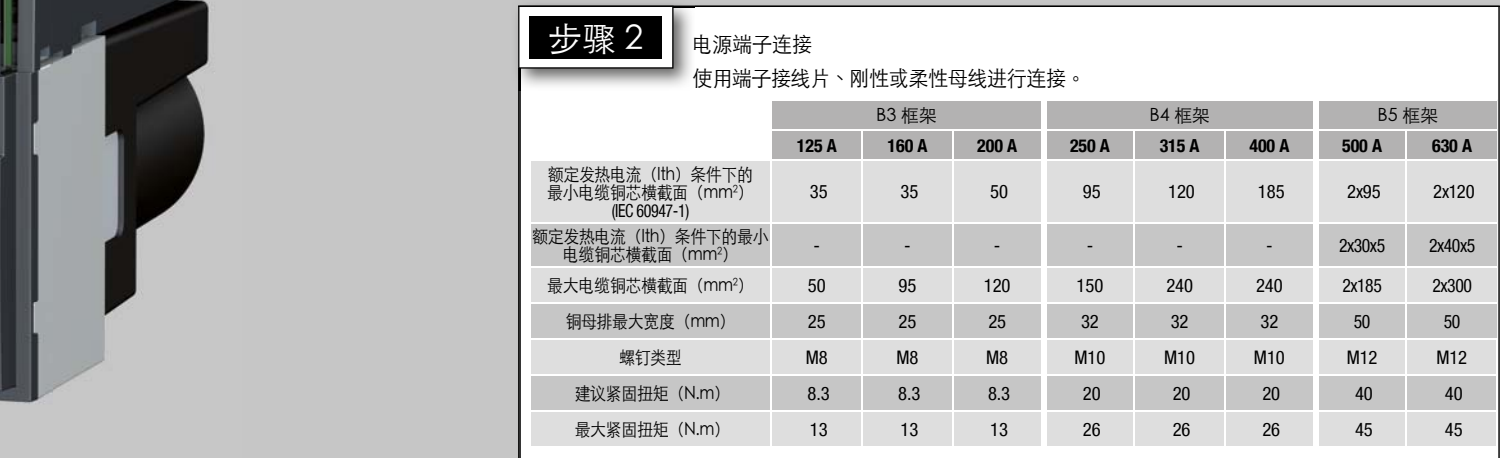 步骤 2
电源端子连接
使用端子接线片、刚性或柔性母线进行连接。
B3 框架 B4 框架 B5 框架
125 A 160 A 200 A 250 A 315 A 400 A 500 A 630 A
额定发热电流（Ith）条件下的
最小电缆铜芯横截面（mm²）
(IEC 60947-1)
35 35 50 95 120 185 2x95 2x120
额定发热电流（Ith）条件下的最小
电缆铜芯横截面（mm²）
- - - - - - 2x30x5 2x40x5
最大电缆铜芯横截面（mm²） 50 95 120 150 240 240 2x185 2x300
铜母排最大宽度（mm） 25 25 25 32 32 32 50 50
螺钉类型 M8 M8 M8 M10 M10 M10 M12 M12
建议紧固扭矩（N.m） 8.3 8.3 8.3 20 20 20 40 40
最大紧固扭矩（N.m） 13 13 13 26 26 26 45 45